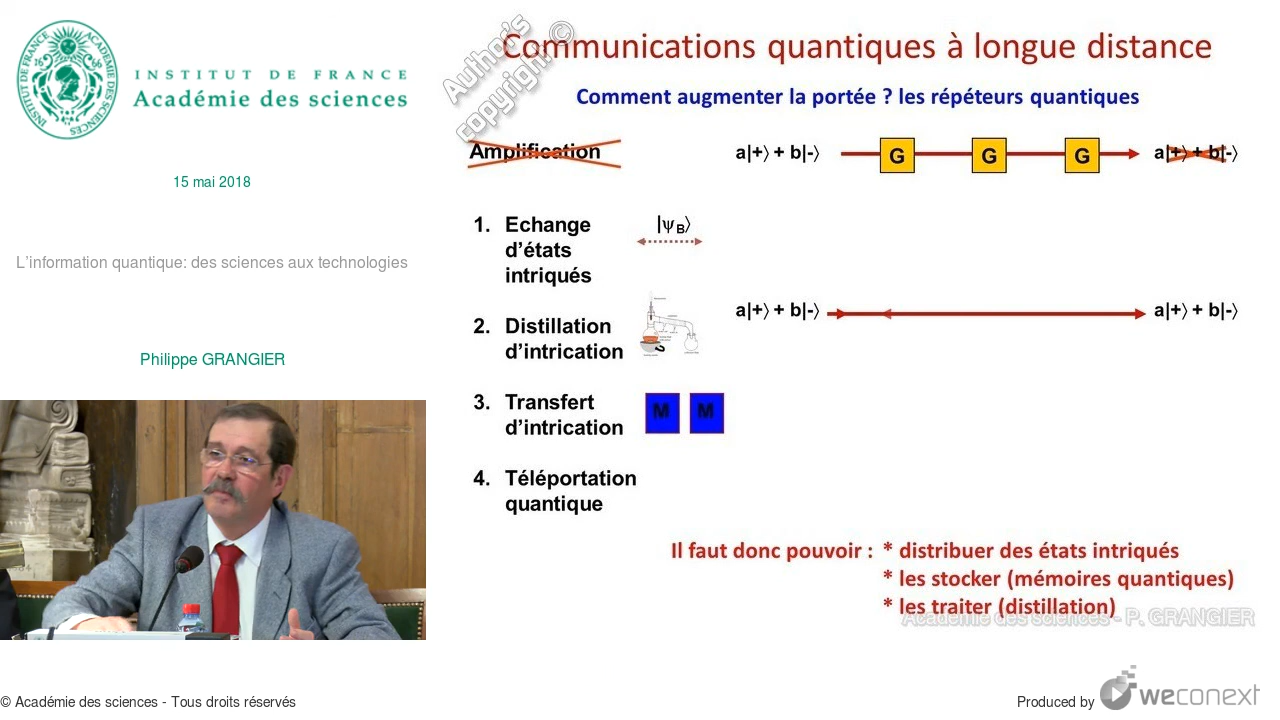 INSTITUT DE FRANCE
Académie des sciences
15 mai 2018
L'information quantique: des sciences aux technologies
Philippe GRANGIER
Author's
copyright ©
Communications quantiques à longue distance
Comment augmenter la portée ? les répéteurs quantiques
Amplification
a|+⟩ + b|-⟩
G
G
G
a|+⟩ + b|-⟩
1. Echange
d'états
intriqués
|ψB⟩
2. Distillation
d'intrication
a|+⟩ + b|-⟩
a|+⟩ + b|-⟩
3. Transfert
d'intrication
M
M
4. Téléportation
quantique
Il faut donc pouvoir : * distribuer des états intriqués
* les stocker (mémoires quantiques)
* les traiter (distillation)
Académie des sciences - P. GRANGIER
© Académie des sciences - Tous droits réservés
Produced by weconext